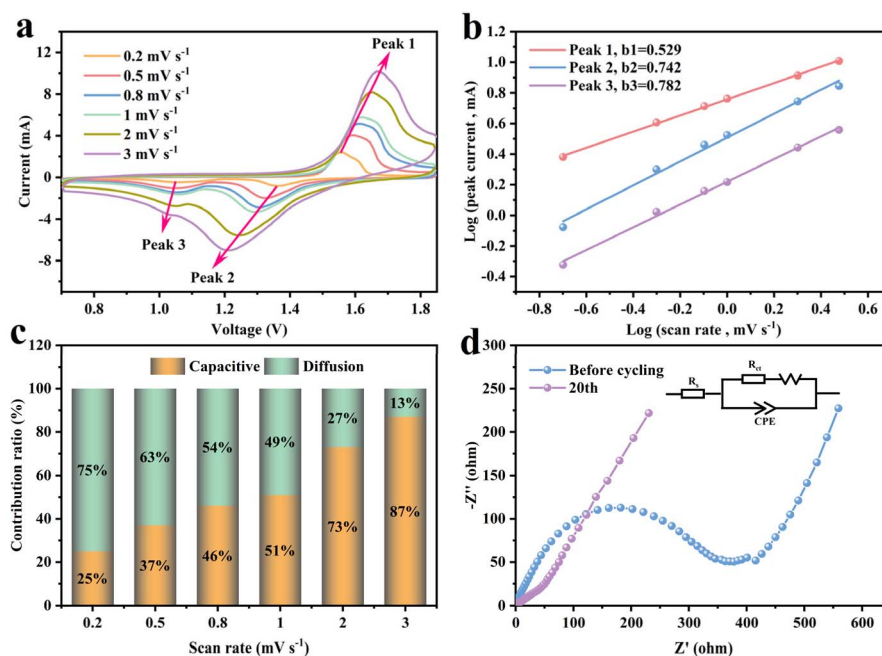 a
Current (mA)
12
8
4
0
-4
-8
0.2 mV s⁻¹
0.5 mV s⁻¹
0.8 mV s⁻¹
1 mV s⁻¹
2 mV s⁻¹
3 mV s⁻¹
Peak 1
Peak 3
Peak 2
0.8 1.0 1.2 1.4 1.6 1.8
Voltage (V)
b
Log (peak current , mA)
1.2
1.0
0.8
0.6
0.4
0.2
0.0
-0.2
-0.4
Peak 1, b1=0.529
Peak 2, b2=0.742
Peak 3, b3=0.782
-0.8 -0.6 -0.4 -0.2 0.0 0.2 0.4 0.6
Log (scan rate , mV s⁻¹)
c
Contribution ratio (%)
120
100
80
60
40
20
0
Capacitive Diffusion
75% 63% 54% 49% 27% 13%
25% 37% 46% 51% 73% 87%
0.2 0.5 0.8 1 2 3
Scan rate (mV s⁻¹)
d
-Z'' (ohm)
300
250
200
150
100
50
0
Before cycling
20th
Rs
Rct
CPE
0 100 200 300 400 500 600
Z' (ohm)